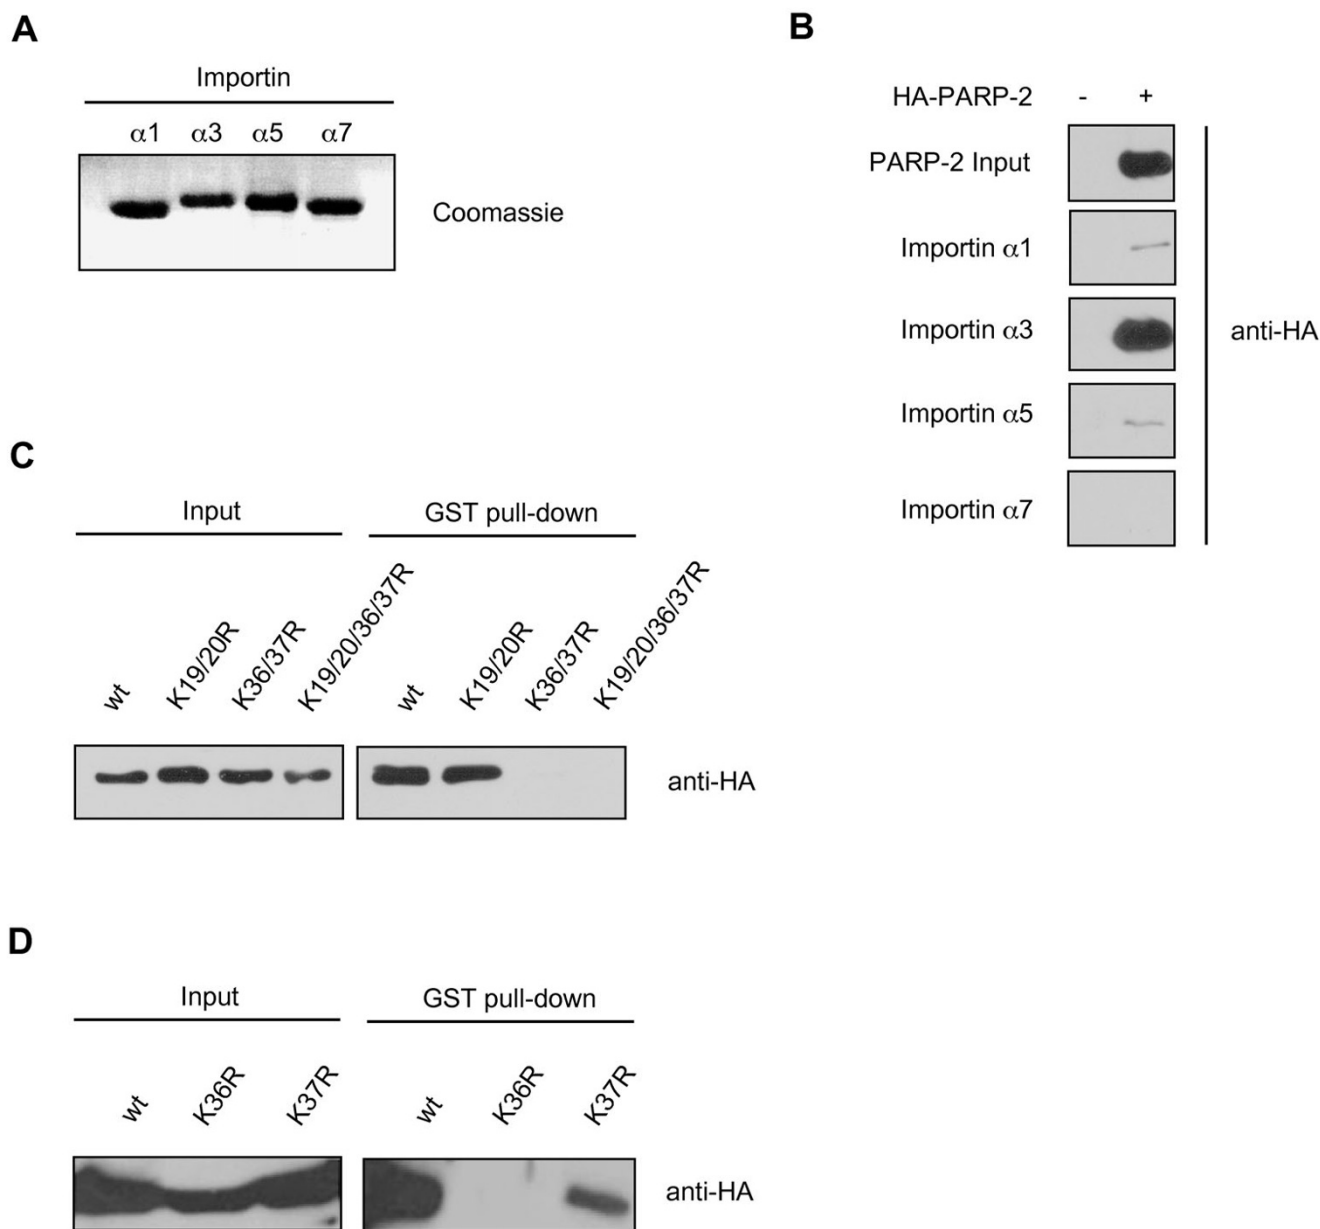 A
Importin
α1 α3 α5 α7
Coomassie
B
HA-PARP-2 - +
PARP-2 Input
Importin α1
Importin α3
Importin α5
Importin α7
anti-HA
C
Input GST pull-down
wt K19/20R K36/37R K19/20/36/37R wt K19/20R K36/37R K19/20/36/37R
anti-HA
D
Input GST pull-down
wt K36R K37R wt K36R K37R
anti-HA